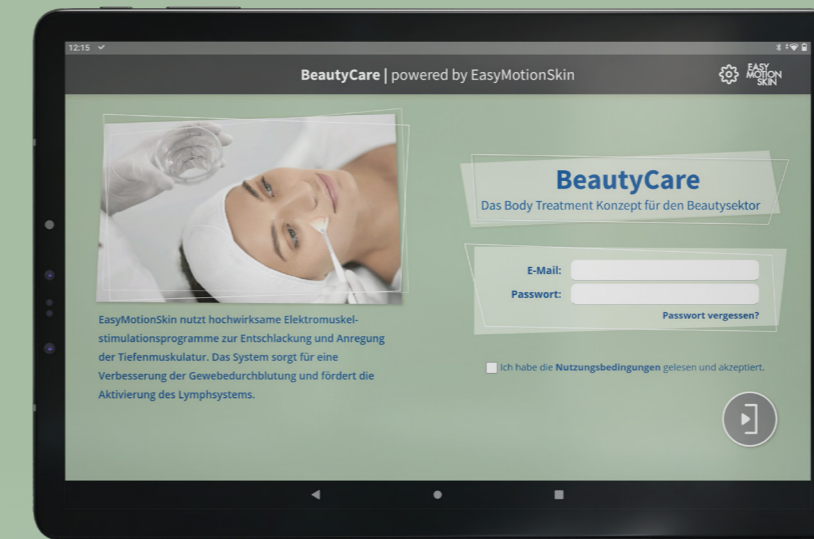 12:15
BeautyCare | powered by EasyMotionSkin
EASY
MOTION
SKIN
BeautyCare
Das Body Treatment Konzept für den Beautysektor
E-Mail:
Passwort:
Passwort vergessen?
Ich habe die Nutzungsbedingungen gelesen und akzeptiert.
EasyMotionSkin nutzt hochwirksame Elektromuskel-
stimulationsprogramme zur Entschlackung und Anregung
der Tiefenmuskulatur. Das System sorgt für eine
Verbesserung der Gewebedurchblutung und fördert die
Aktivierung des Lymphsystems.